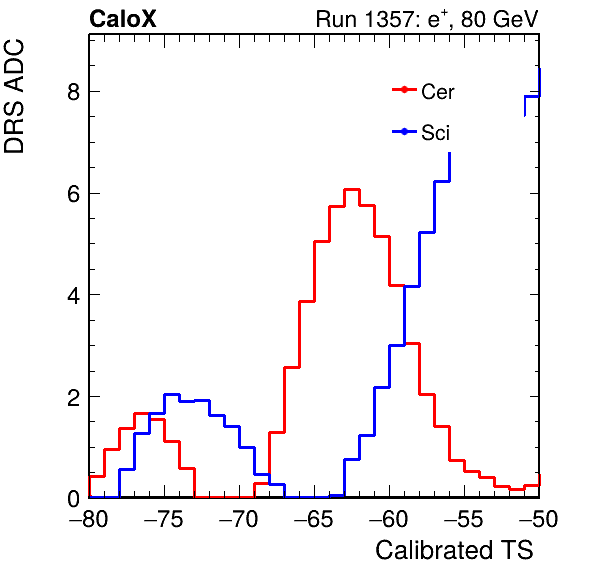 CaloX Run 1357: e⁺, 80 GeV
DRS ADC
Cer
Sci
8
6
4
2
0
−80 −75 −70 −65 −60 −55 −50
Calibrated TS